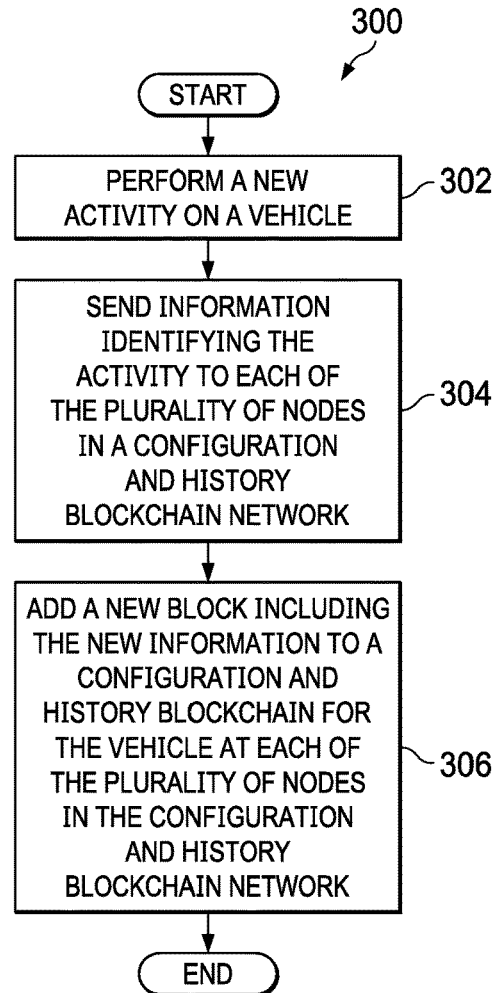 300
START
PERFORM A NEW
ACTIVITY ON A VEHICLE
302
SEND INFORMATION
IDENTIFYING THE
ACTIVITY TO EACH OF
THE PLURALITY OF NODES
IN A CONFIGURATION
AND HISTORY
BLOCKCHAIN NETWORK
304
ADD A NEW BLOCK INCLUDING
THE NEW INFORMATION TO A
CONFIGURATION AND
HISTORY BLOCKCHAIN FOR
THE VEHICLE AT EACH OF
THE PLURALITY OF NODES
IN THE CONFIGURATION
AND HISTORY
BLOCKCHAIN NETWORK
306
END